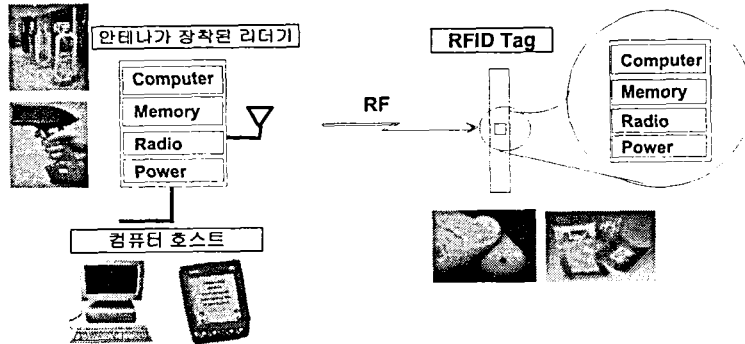 안테나가 장착된 리더기
Computer
Memory
Radio
Power
컴퓨터 호스트
RF
RFID Tag
Computer
Memory
Radio
Power